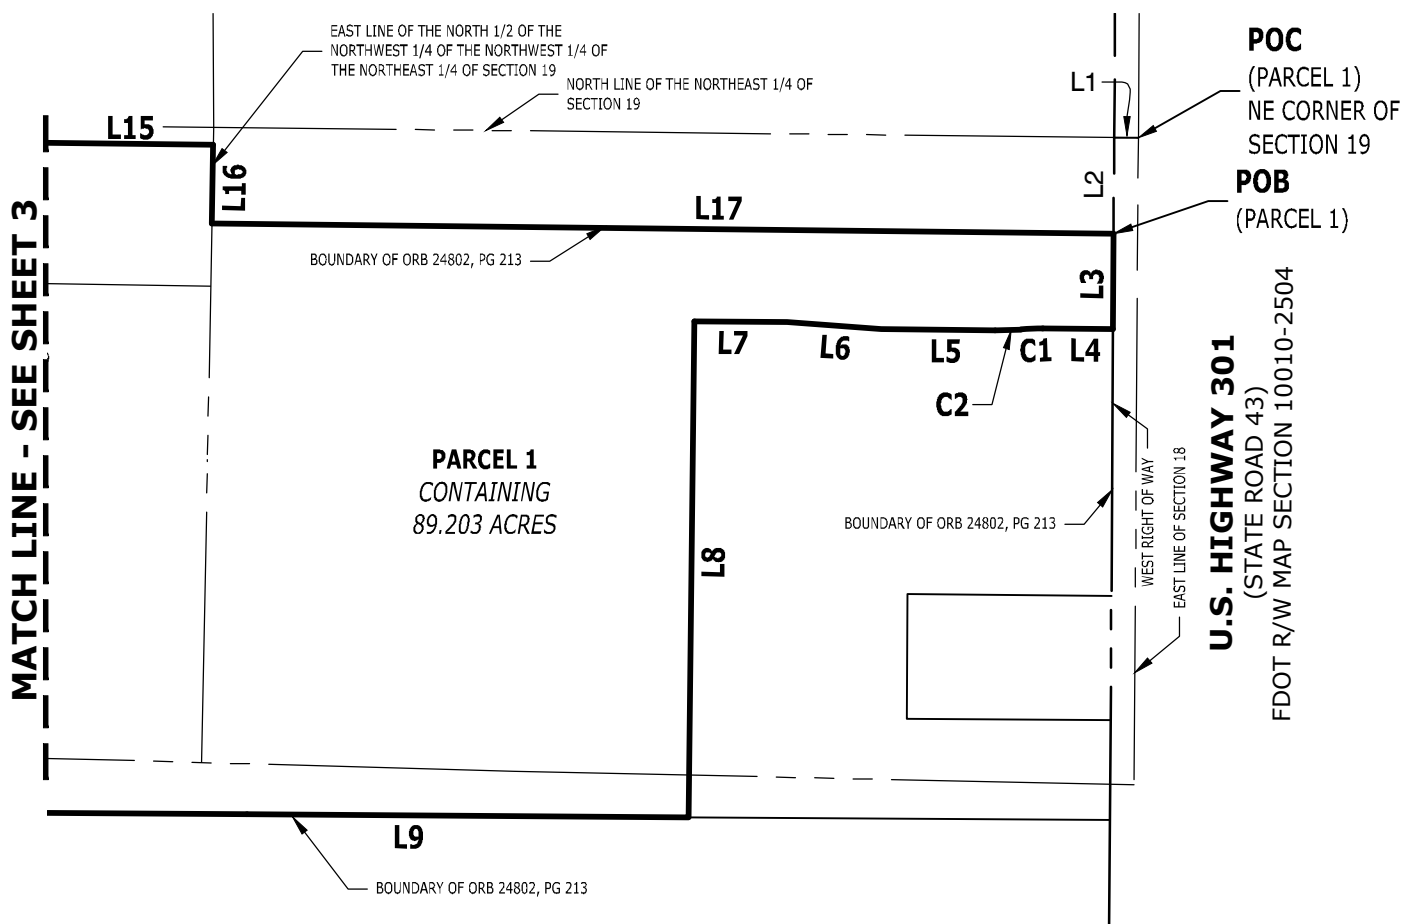 EAST LINE OF THE NORTH 1/2 OF THE
NORTHWEST 1/4 OF THE NORTHWEST 1/4 OF
THE NORTHEAST 1/4 OF SECTION 19
NORTH LINE OF THE NORTHEAST 1/4 OF
SECTION 19
L1
POC
(PARCEL 1)
NE CORNER OF
SECTION 19
L15
L16
L2
POB
(PARCEL 1)
L17
BOUNDARY OF ORB 24802, PG 213
L3
L7
L6
L5
C1
L4
C2
MATCH LINE - SEE SHEET 3
PARCEL 1
CONTAINING
89.203 ACRES
L8
BOUNDARY OF ORB 24802, PG 213
WEST RIGHT OF WAY
EAST LINE OF SECTION 18
U.S. HIGHWAY 301
(STATE ROAD 43)
FDOT R/W MAP SECTION 10010-2504
L9
BOUNDARY OF ORB 24802, PG 213